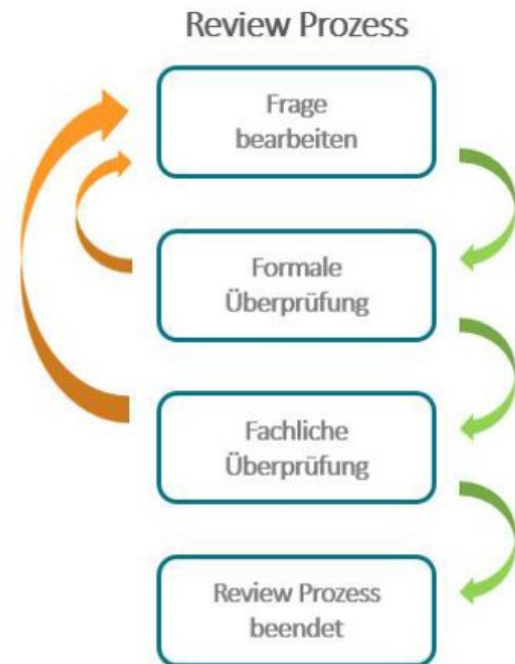 Review Prozess
Frage
bearbeiten
Formale
Überprüfung
Fachliche
Überprüfung
Review Prozess
beendet